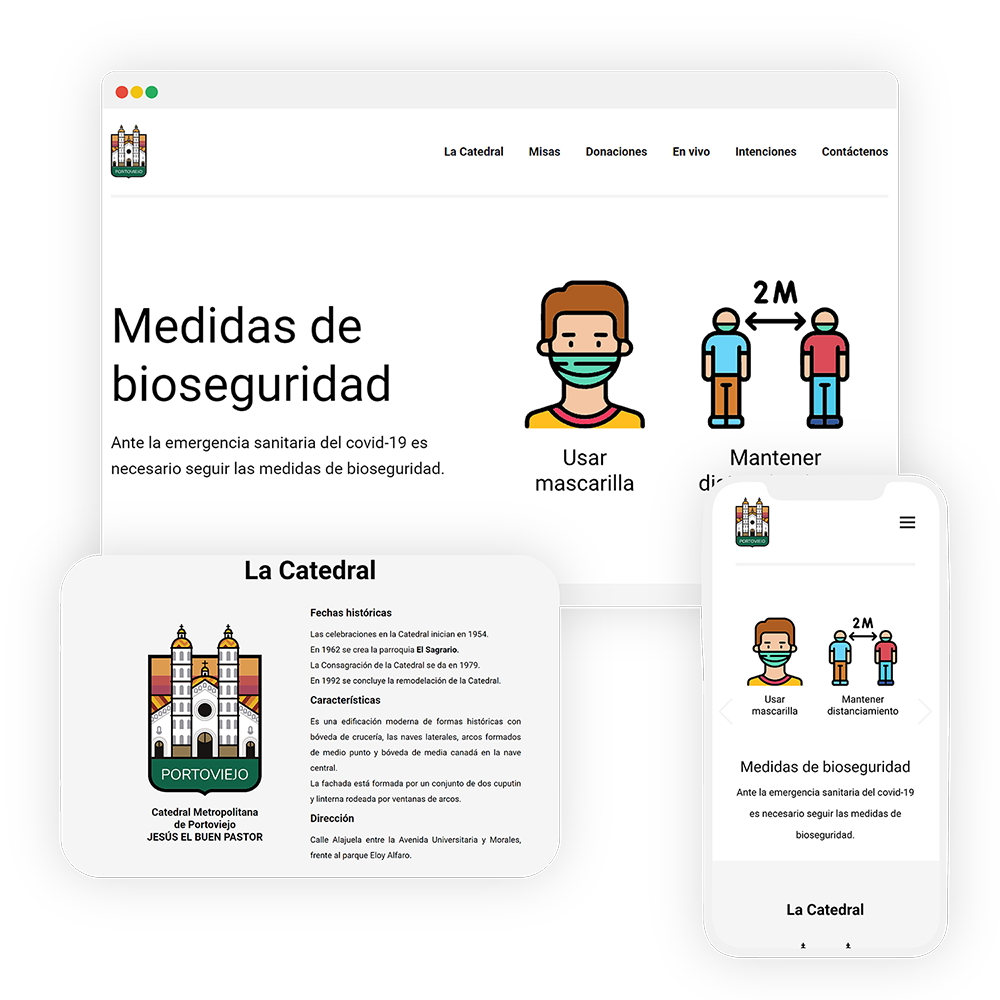 La Catedral Misas Donaciones En vivo Intenciones Contáctenos
PORTOVIEJO
Medidas de
bioseguridad
Ante la emergencia sanitaria del covid-19 es
necesario seguir las medidas de bioseguridad.
2M
Usar
mascarilla
Mantener
La Catedral
PORTOVIEJO
Catedral Metropolitana
de Portoviejo
JESÚS EL BUEN PASTOR
Fechas históricas
Las celebraciones en la Catedral inician en 1954.
En 1962 se crea la parroquia El Sagrario.
La Consagración de la Catedral se da en 1979.
En 1992 se concluye la remodelación de la Catedral.
Características
Es una edificación moderna de formas históricas con
bóveda de crucería, las naves laterales, arcos formados
de medio punto y bóveda de media canadá en la nave
central.
La fachada está formada por un conjunto de dos cuputin
y linterna rodeada por ventanas de arcos.
Dirección
Calle Alajuela entre la Avenida Universitaria y Morales,
frente al parque Eloy Alfaro.
PORTOVIEJO
2M
Usar
mascarilla
Mantener
distanciamiento
Medidas de bioseguridad
Ante la emergencia sanitaria del covid-19
es necesario seguir las medidas de
bioseguridad.
La Catedral